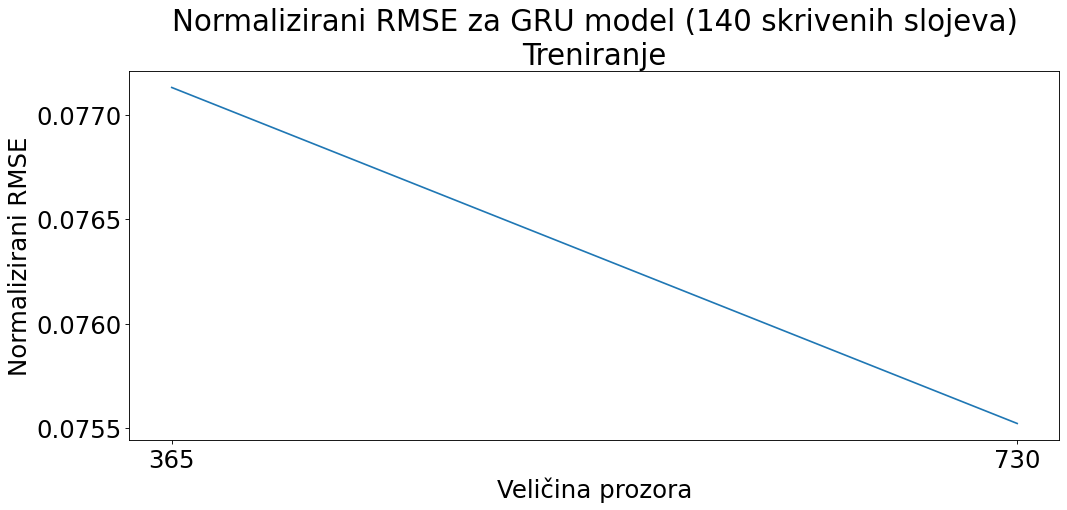 Normalizirani RMSE za GRU model (140 skrivenih slojeva)
Treniranje
Normalizirani RMSE
0.0770
0.0765
0.0760
0.0755
365
730
Veličina prozora